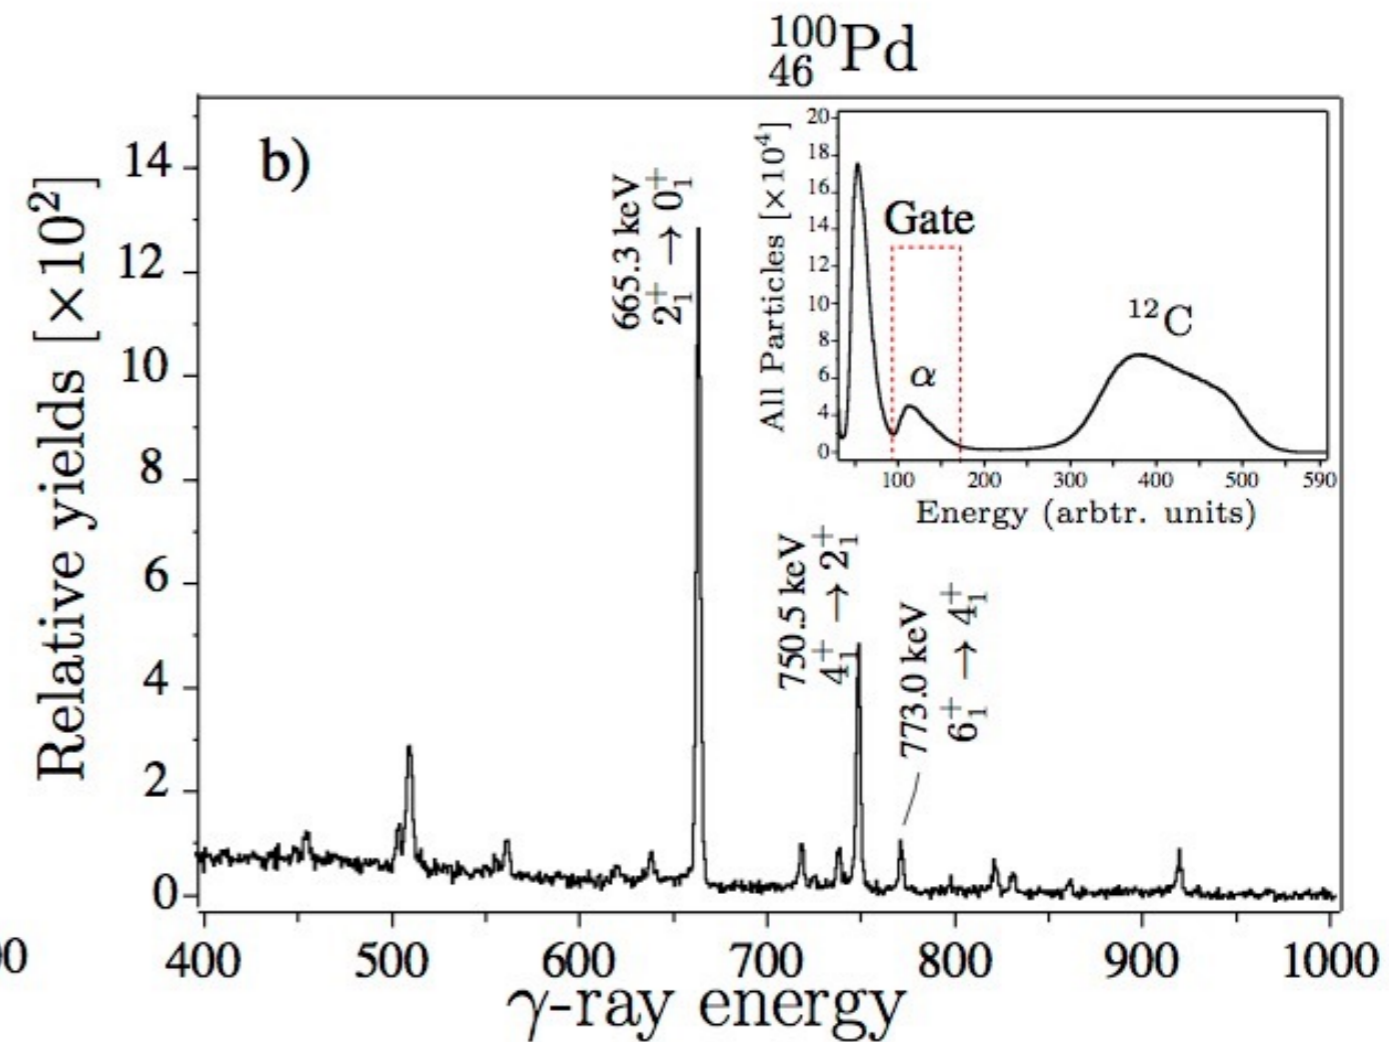 ¹⁰⁰₄₆Pd
b)
Relative yields [×10²]
14
12
10
8
6
4
2
0
665.3 keV
2₁⁺ → 0₁⁺
750.5 keV
4₁⁺ → 2₁⁺
773.0 keV
6₁⁺ → 4₁⁺
All Particles [×10⁴]
20
18
16
14
12
10
8
6
4
0
Gate
α
¹²C
100 200 300 400 500 590
Energy (arbtr. units)
00 400 500 600 700 800 900 1000
γ-ray energy